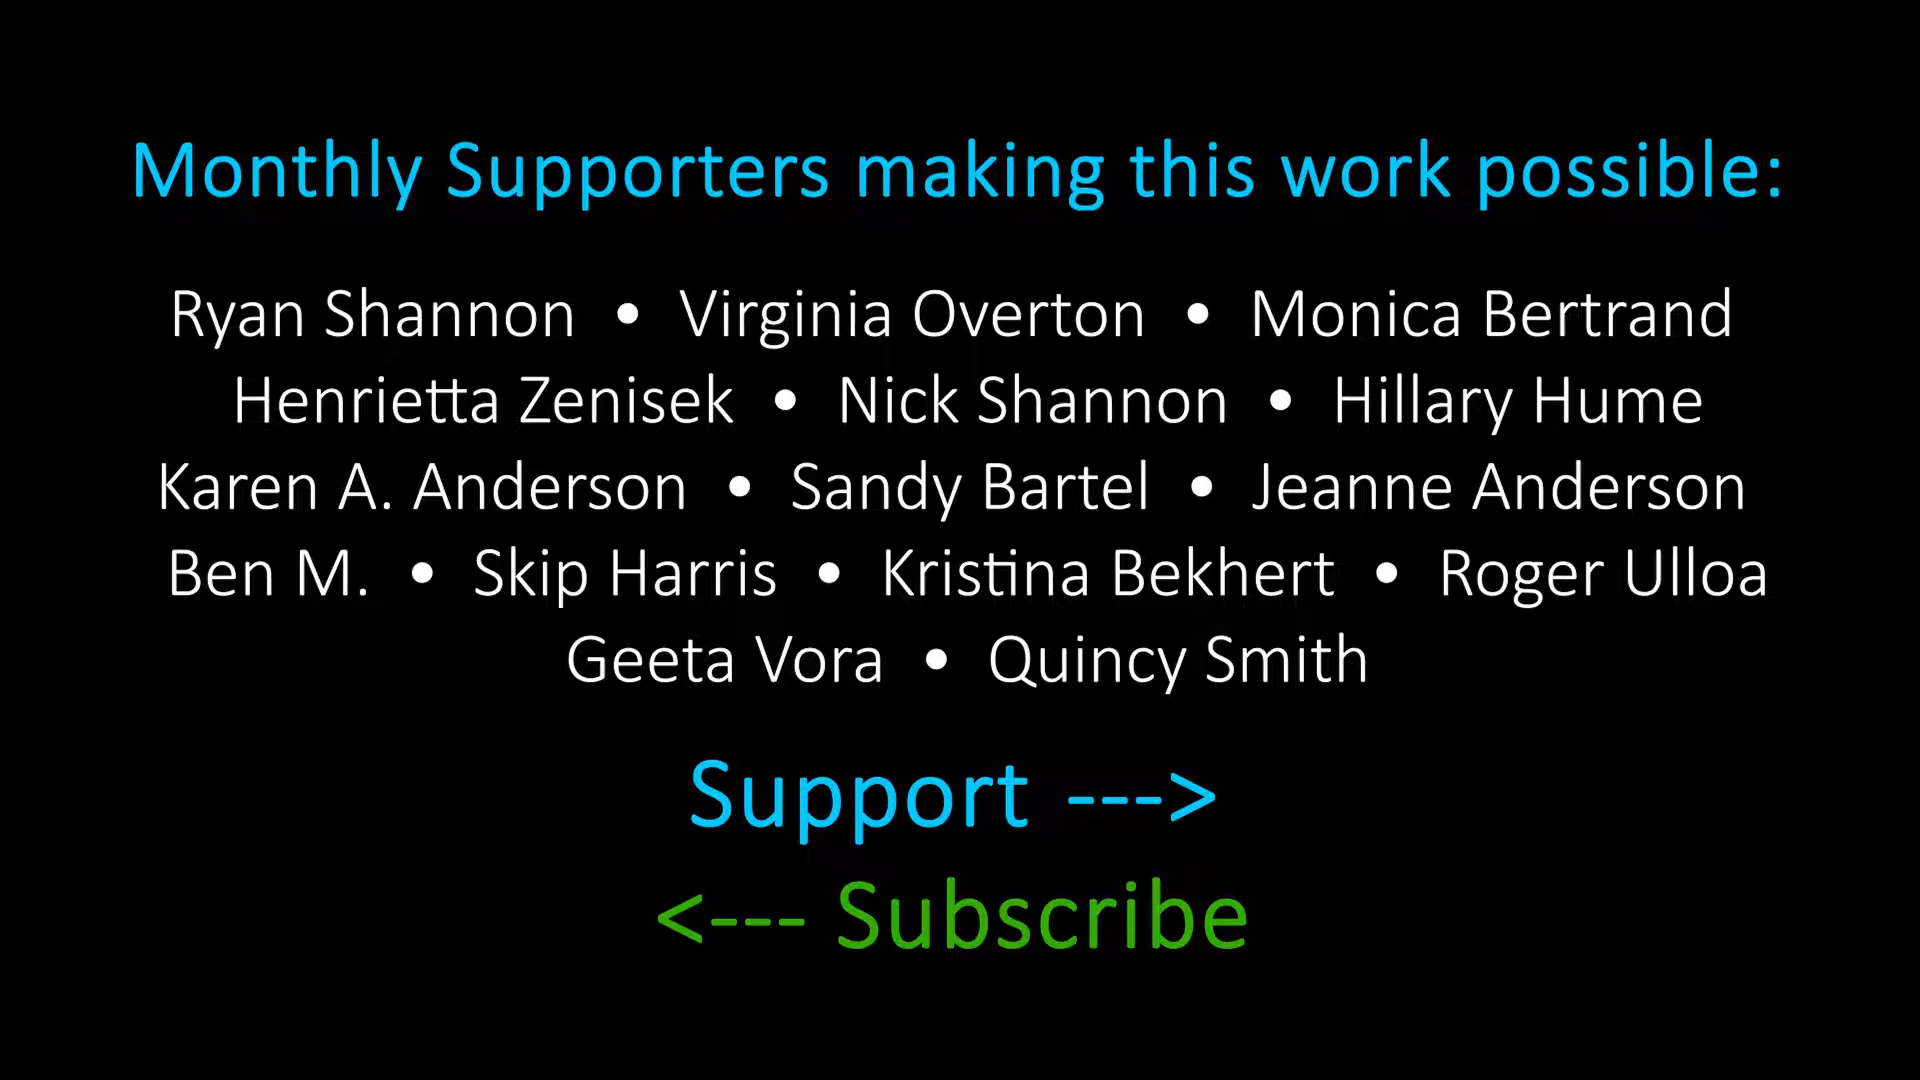 Monthly Supporters making this work possible:
Ryan Shannon • Virginia Overton • Monica Bertrand
Henrietta Zenisek • Nick Shannon • Hillary Hume
Karen A. Anderson • Sandy Bartel • Jeanne Anderson
Ben M. • Skip Harris • Kristina Bekhert • Roger Ulloa
Geeta Vora • Quincy Smith
Support --->
<--- Subscribe